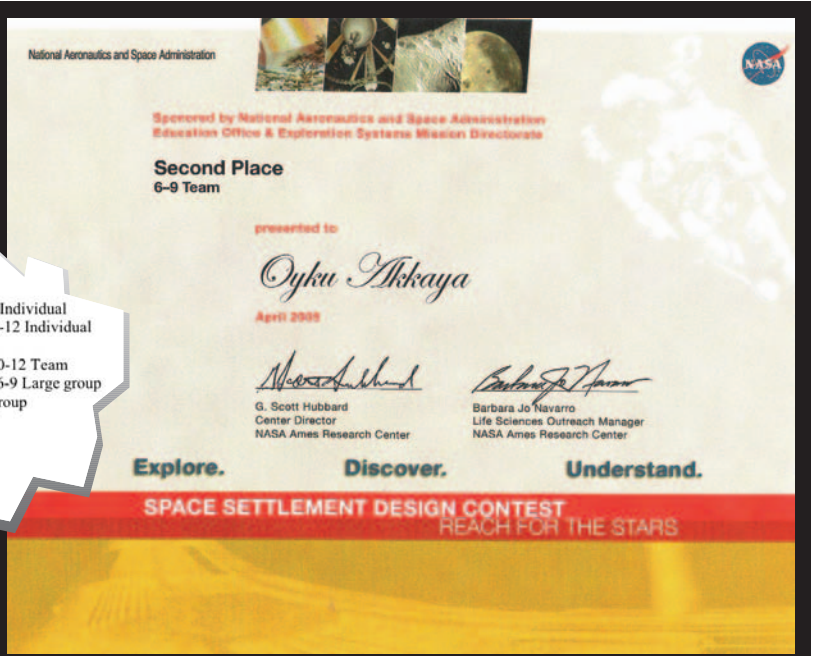 National Aeronautics and Space Administration
NASA
Sponored by National Aeronautics and Space Administration
Education Office & Exploration Systems Mission Directorate
Second Place
6–9 Team
presented to
Oyku Akkaya
April 2005
Individual
-12 Individual
0-12 Team
6-9 Large group
roup
G. Scott Hubbard
Center Director
NASA Ames Research Center
Barbara Jo Navarro
Life Sciences Outreach Manager
NASA Ames Research Center
Explore. Discover. Understand.
SPACE SETTLEMENT DESIGN CONTEST
REACH FOR THE STARS